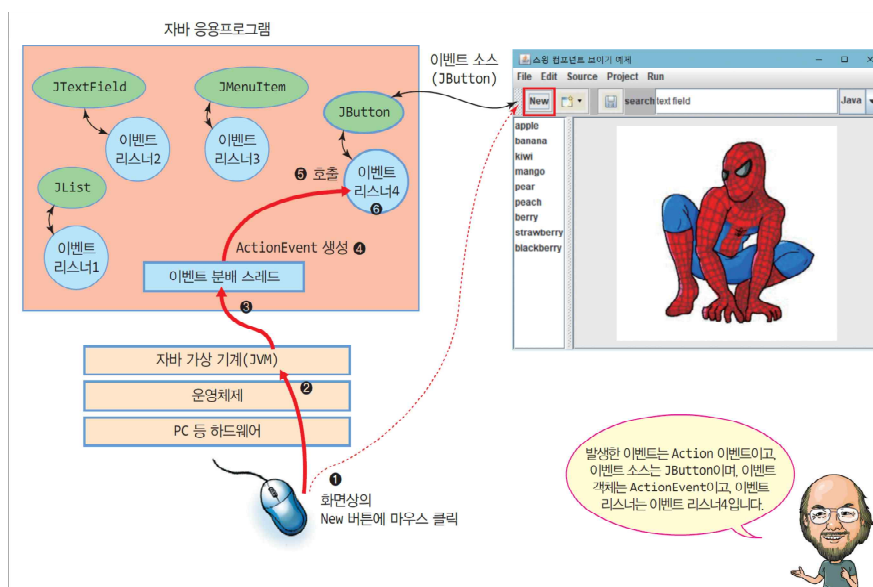 자바 응용프로그램
JTextField
이벤트
리스너2
JMenuItem
이벤트
리스너3
JButton
이벤트
리스너4
❻
JList
이벤트
리스너1
❺ 호출
ActionEvent 생성 ❹
이벤트 분배 스레드
❸
자바 가상 기계(JVM)
❷
운영체제
PC 등 하드웨어
❶
화면상의
New 버튼에 마우스 클릭
이벤트 소스
(JButton)
스윙 컴포넌트 보이기 예제
File Edit Source Project Run
New search text field Java
apple
banana
kiwi
mango
pear
peach
berry
strawberry
blackberry
발생한 이벤트는 Action 이벤트이고,
이벤트 소스는 JButton이며, 이벤트
객체는 ActionEvent이고, 이벤트
리스너는 이벤트 리스너4입니다.